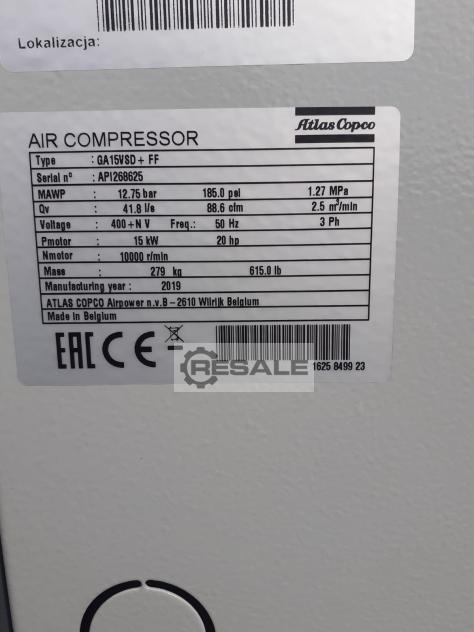 Lokalizacja:
Atlas Copco
AIR COMPRESSOR
Type : GA15VSD+ FF
Serial nº : API268625
MAWP : 12.75 bar 185.0 psi 1.27 MPa
Qv : 41.8 l/s 88.6 cfm 2.5 m³/min
Voltage : 400+N V Freq.: 50 Hz 3 Ph
Pmotor : 15 kW 20 hp
Nmotor : 10000 r/min
Mass : 279 kg 615.0 lb
Manufacturing year : 2019
ATLAS COPCO Airpower n.v.B-2610 Wilrijk Belgium
Made in Belgium
EAC CE
RESALE
1625 8499 23